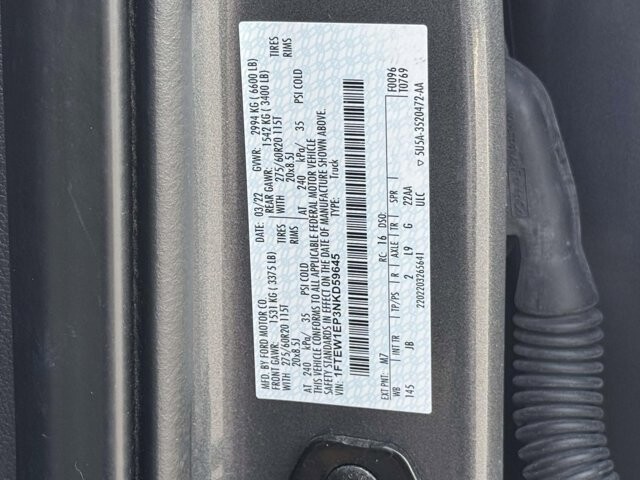 MFD. BY FORD MOTOR CO.
DATE: 03/22 GVWR: 2994 KG ( 6600 LB)
FRONT GAWR: 1531 KG ( 3375 LB) REAR GAWR: 1542 KG ( 3400 LB)
WITH 275/60R20 115T TIRES WITH 275/60R20 115T TIRES
20x8.5J RIMS 20x8.5J RIMS
AT 240 kPa/ 35 PSI COLD AT 240 kPa/ 35 PSI COLD
THIS VEHICLE CONFORMS TO ALL APPLICABLE FEDERAL MOTOR VEHICLE
SAFETY STANDARDS IN EFFECT ON THE DATE OF MANUFACTURE SHOWN ABOVE.
VIN: 1FTEW1EP3NKD59645 TYPE: Truck
F0096
T0769
EXT PNT: M7 RC: 16 DSO:
WB INT TR TP/PS R AXLE TR SPR
145 JB 2 L9 G 22AA
ULC
2202203265641
▽ 5U5A-3520472-AA